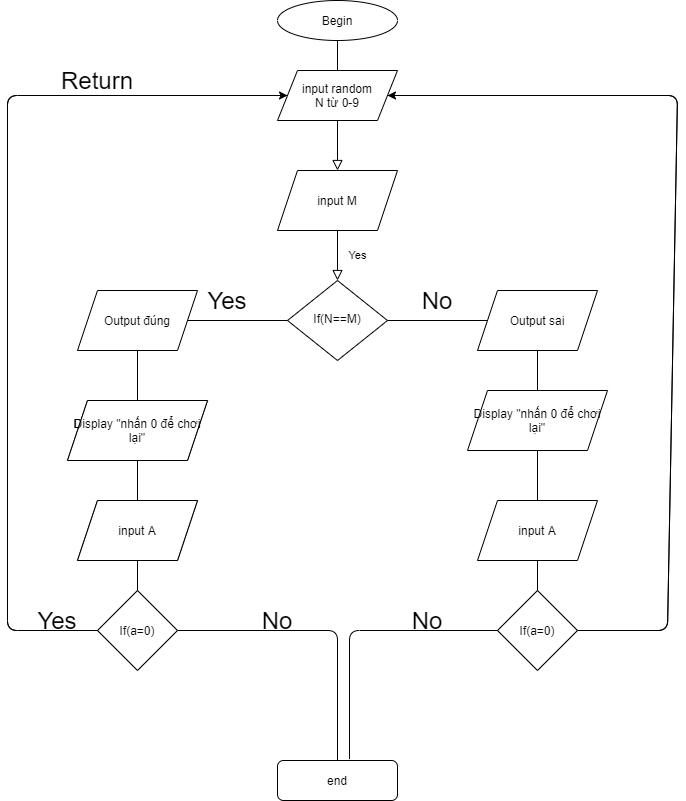 Begin
Return
input random
N từ 0-9
input M
Yes
Yes
No
Output đúng
If(N==M)
Output sai
Display "nhấn 0 để chơi
lại"
Display "nhấn 0 để chơi
lại"
input A
input A
Yes
If(a=0)
No
No
If(a=0)
end